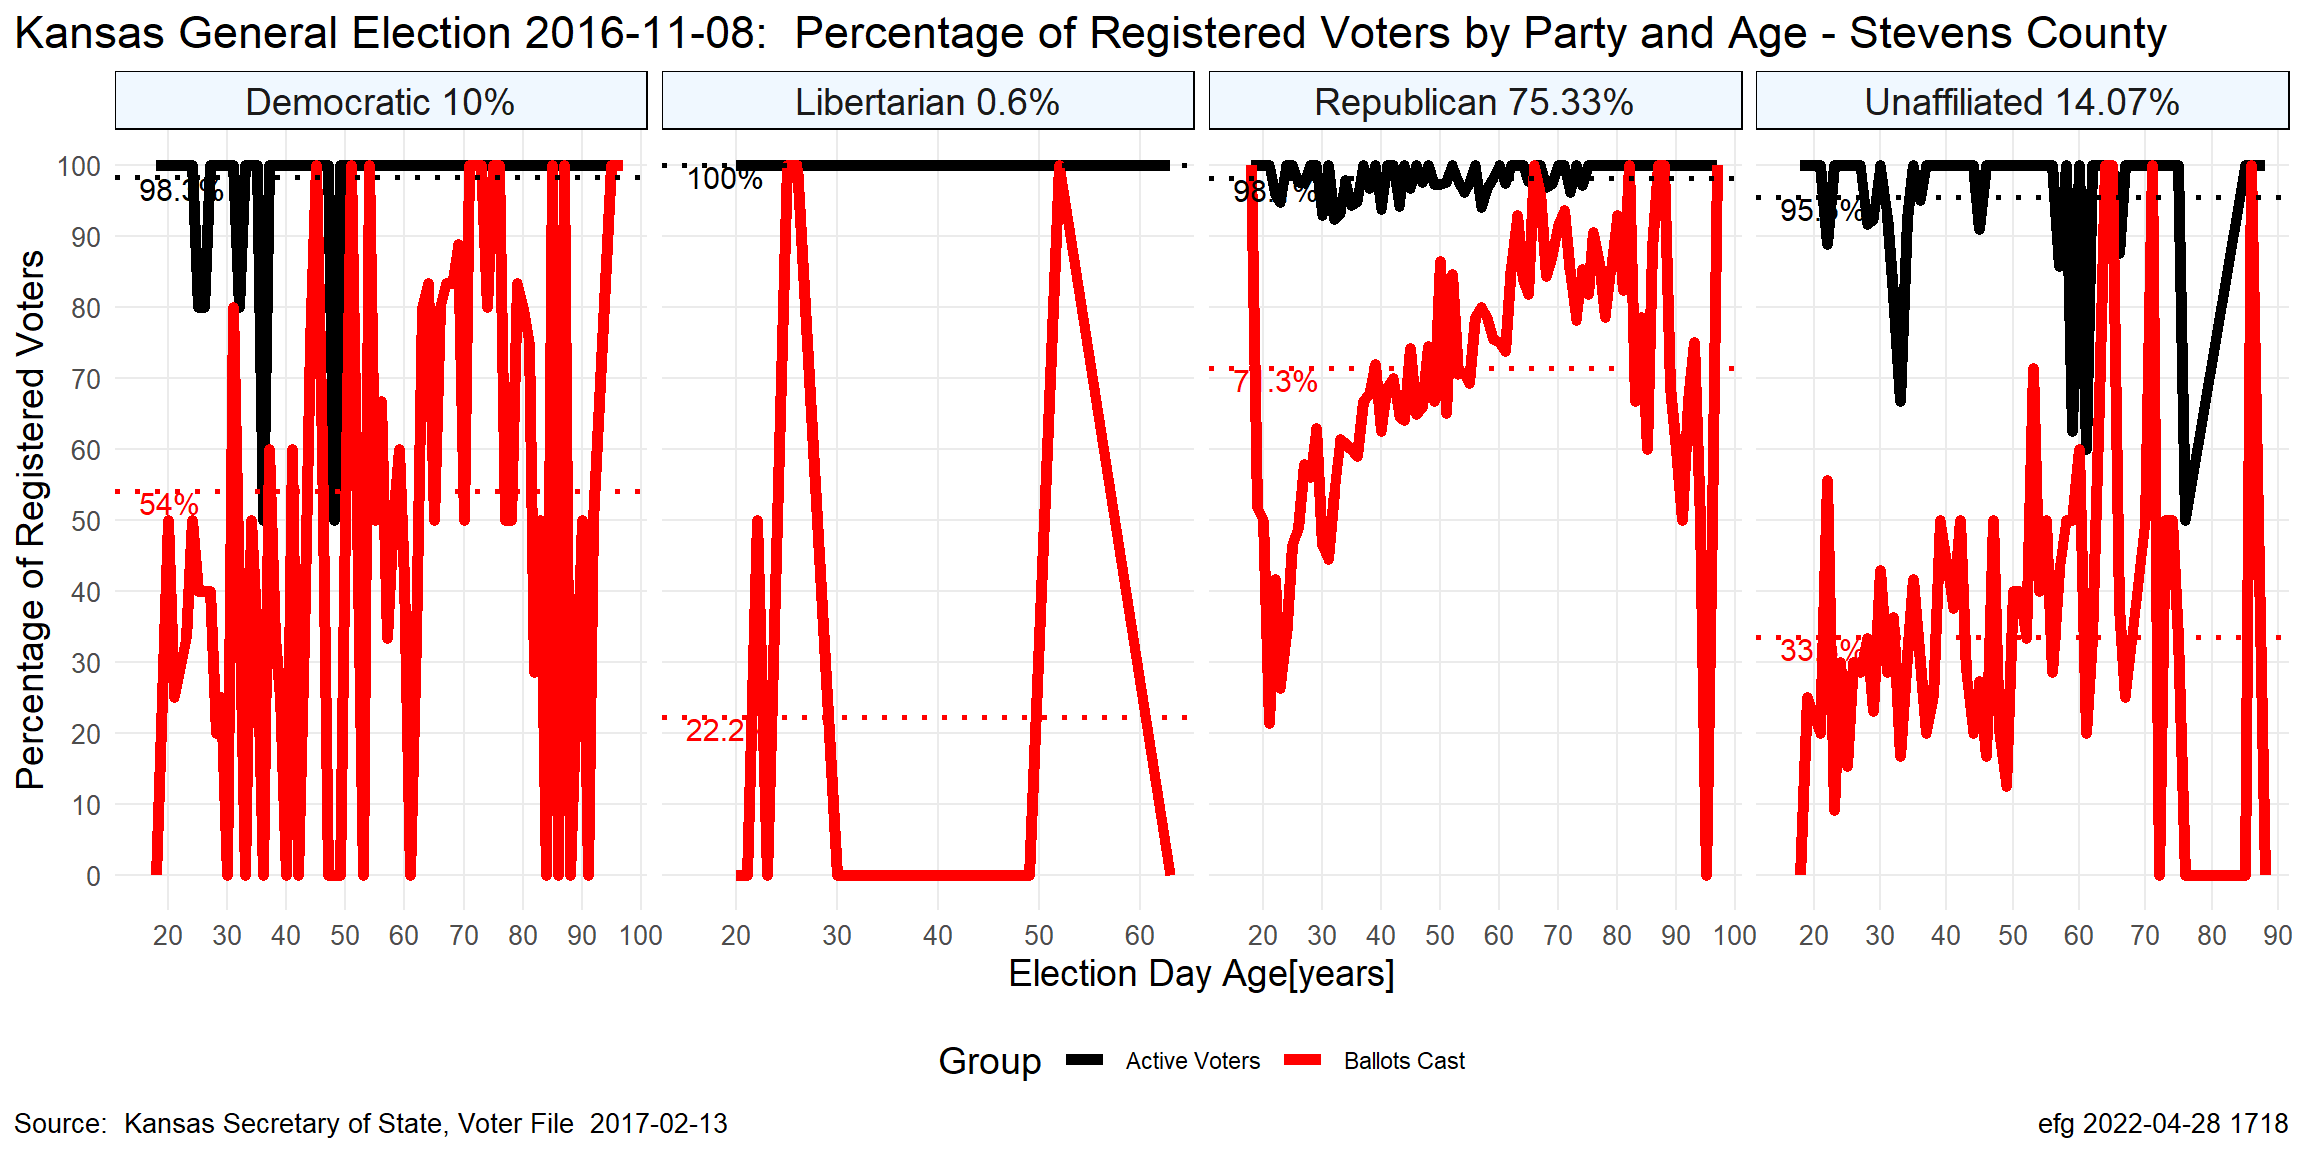 Kansas General Election 2016-11-08:  Percentage of Registered Voters by Party and Age - Stevens County
Democratic 10%
Libertarian 0.6%
Republican 75.33%
Unaffiliated 14.07%
Percentage of Registered Voters
100
90
80
70
60
50
40
30
20
10
0
54%
100%
20 30 40 50 60 70 80 90 100
20 30 40 50 60
20 30 40 50 60 70 80 90 100
20 30 40 50 60 70 80 90
Election Day Age[years]
Group Active Voters Ballots Cast
Source:  Kansas Secretary of State, Voter File  2017-02-13
efg 2022-04-28 1718